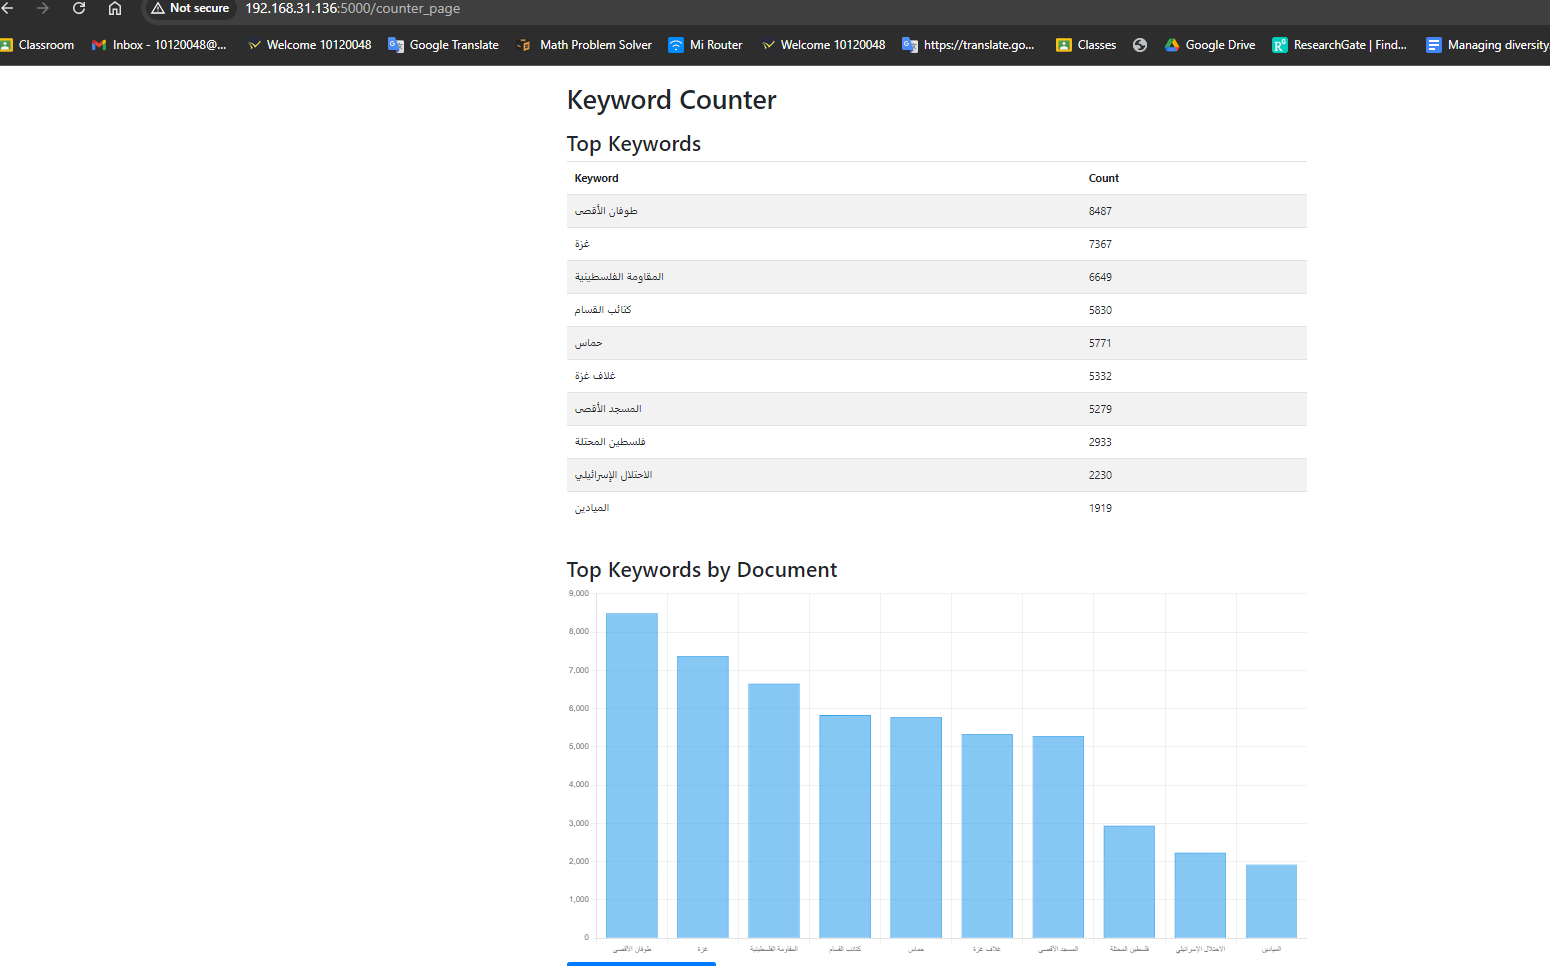 Not secure 192.168.31.136:5000/counter_page
Classroom Inbox - 10120048@... Welcome 10120048 Google Translate Math Problem Solver Mi Router Welcome 10120048 https://translate.go... Classes Google Drive ResearchGate | Find... Managing diversity
Keyword Counter
Top Keywords
Keyword Count
طوفان الأقصى 8487
غزة 7367
المقاومة الفلسطينية 6649
كتائب القسام 5830
حماس 5771
غلاف غزة 5332
المسجد الأقصى 5279
فلسطين المحتلة 2933
الاحتلال الإسرائيلي 2230
الميادين 1919
Top Keywords by Document
9,000
8,000
7,000
6,000
5,000
4,000
3,000
2,000
1,000
0
طوفان الأقصى غزة المقاومة الفلسطينية كتائب القسام حماس غلاف غزة المسجد الأقصى فلسطين المحتلة الاحتلال الإسرائيلي الميادين